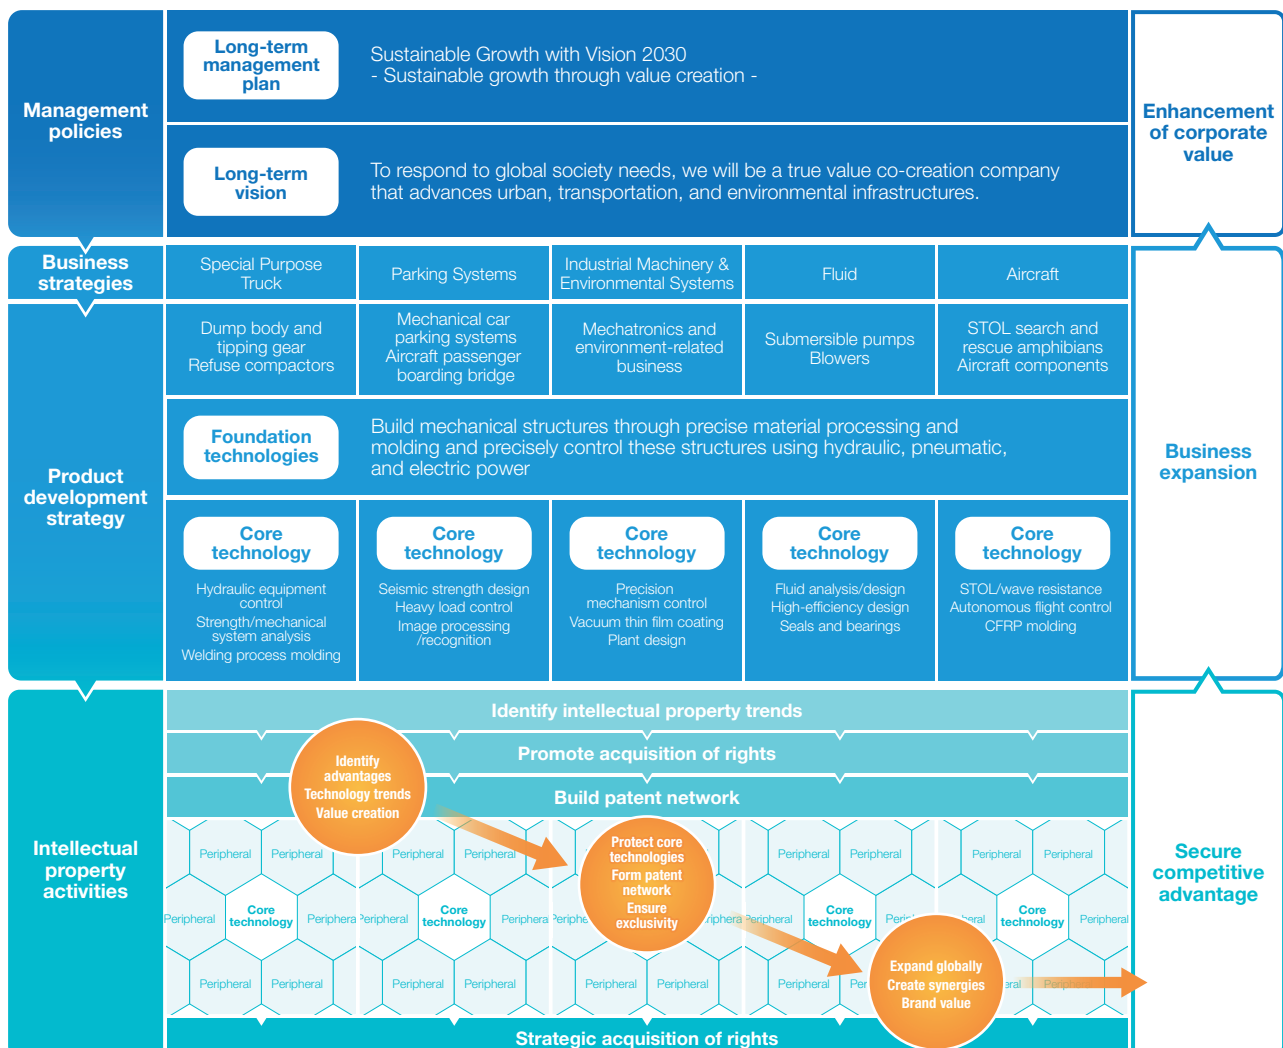 Management
policies
Long-term
management
plan
Sustainable Growth with Vision 2030
- Sustainable growth through value creation -
Long-term
vision
To respond to global society needs, we will be a true value co-creation company
that advances urban, transportation, and environmental infrastructures.
Enhancement
of corporate
value
Business
strategies
Special Purpose
Truck
Parking Systems
Industrial Machinery &
Environmental Systems
Fluid
Aircraft
Product
development
strategy
Dump body and
tipping gear
Refuse compactors
Mechanical car
parking systems
Aircraft passenger
boarding bridge
Mechatronics and
environment-related
business
Submersible pumps
Blowers
STOL search and
rescue amphibians
Aircraft components
Foundation
technologies
Build mechanical structures through precise material processing and
molding and precisely control these structures using hydraulic, pneumatic,
and electric power
Core
technology
Hydraulic equipment
control
Strength/mechanical
system analysis
Welding process molding
Core
technology
Seismic strength design
Heavy load control
Image processing
/recognition
Core
technology
Precision
mechanism control
Vacuum thin film coating
Plant design
Core
technology
Fluid analysis/design
High-efficiency design
Seals and bearings
Core
technology
STOL/wave resistance
Autonomous flight control
CFRP molding
Business
expansion
Intellectual
property
activities
Identify intellectual property trends
Promote acquisition of rights
Build patent network
Identify
advantages
Technology trends
Value creation
Protect core
technologies
Form patent
network
Ensure
exclusivity
Expand globally
Create synergies
Brand value
Peripheral Peripheral Peripheral Peripheral Peripheral Peripheral Peripheral Peripheral
Peripheral
Core
technology
Core
technology
Core
technology
Core
technology
Peripheral
Peripheral Peripheral Peripheral Peripheral Peripheral Peripheral Peripheral
Strategic acquisition of rights
Secure
competitive
advantage